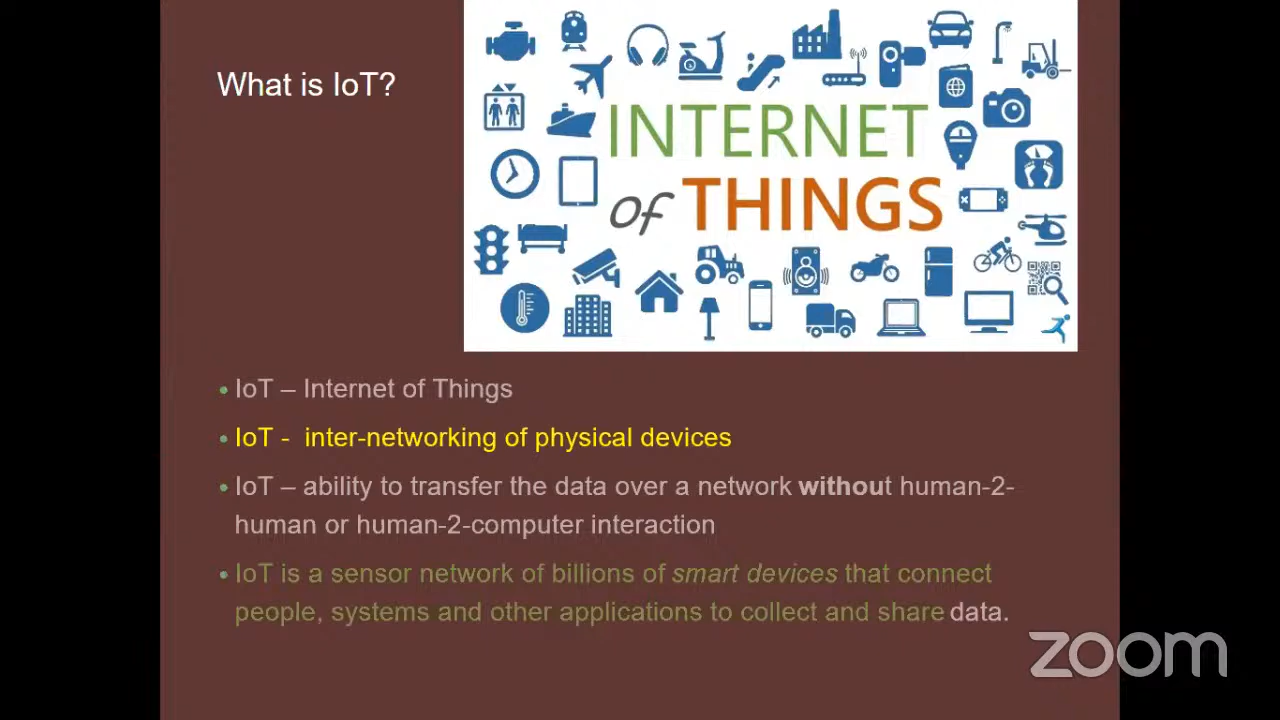 What is IoT?
INTERNET
of THINGS
• IoT – Internet of Things
• IoT -  inter-networking of physical devices
• IoT – ability to transfer the data over a network without human-2-
human or human-2-computer interaction
• IoT is a sensor network of billions of smart devices that connect
people, systems and other applications to collect and share data.
zoom